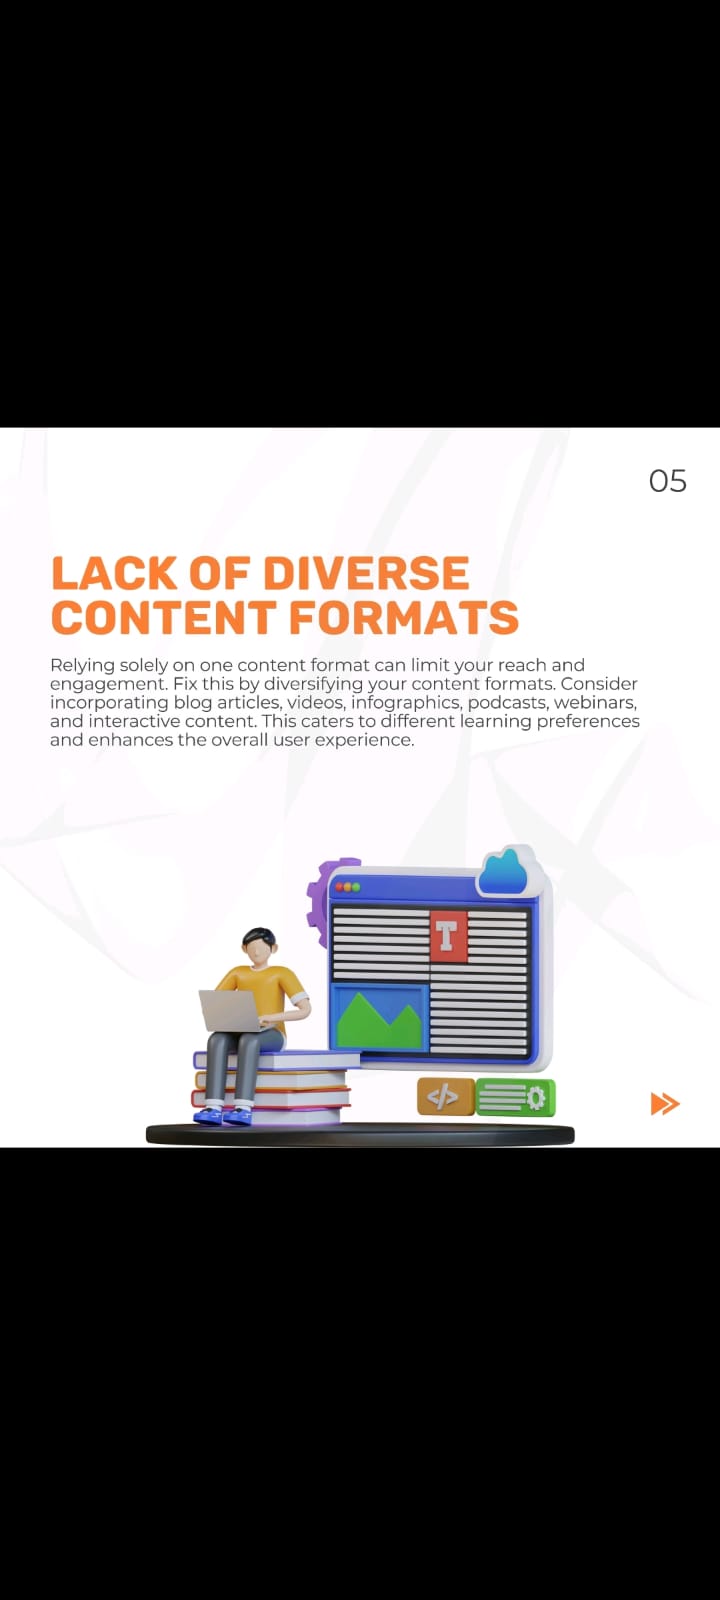 05
LACK OF DIVERSE
CONTENT FORMATS
Relying solely on one content format can limit your reach and
engagement. Fix this by diversifying your content formats. Consider
incorporating blog articles, videos, infographics, podcasts, webinars,
and interactive content. This caters to different learning preferences
and enhances the overall user experience.
T
</>